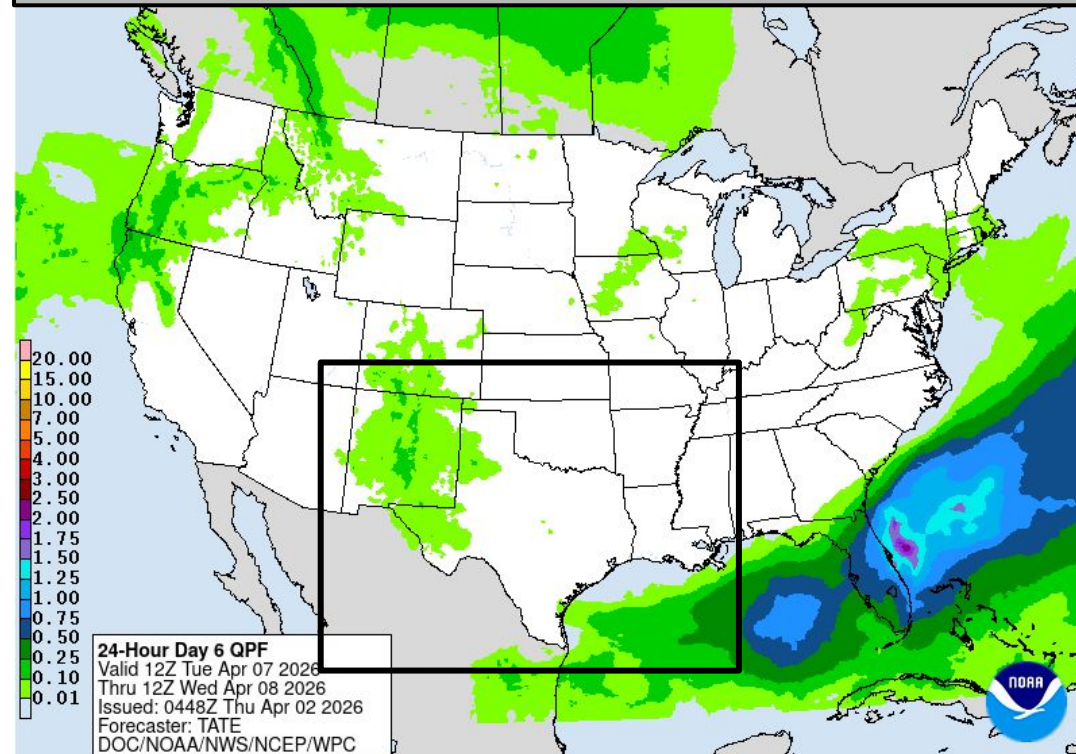 20.00
15.00
10.00
7.00
5.00
4.00
3.00
2.50
2.00
1.75
1.50
1.25
1.00
0.75
0.50
0.25
0.10
0.01
24-Hour Day 6 QPF
Valid 12Z Tue Apr 07 2026
Thru 12Z Wed Apr 08 2026
Issued: 0448Z Thu Apr 02 2026
Forecaster: TATE
DOC/NOAA/NWS/NCEP/WPC
NOAA